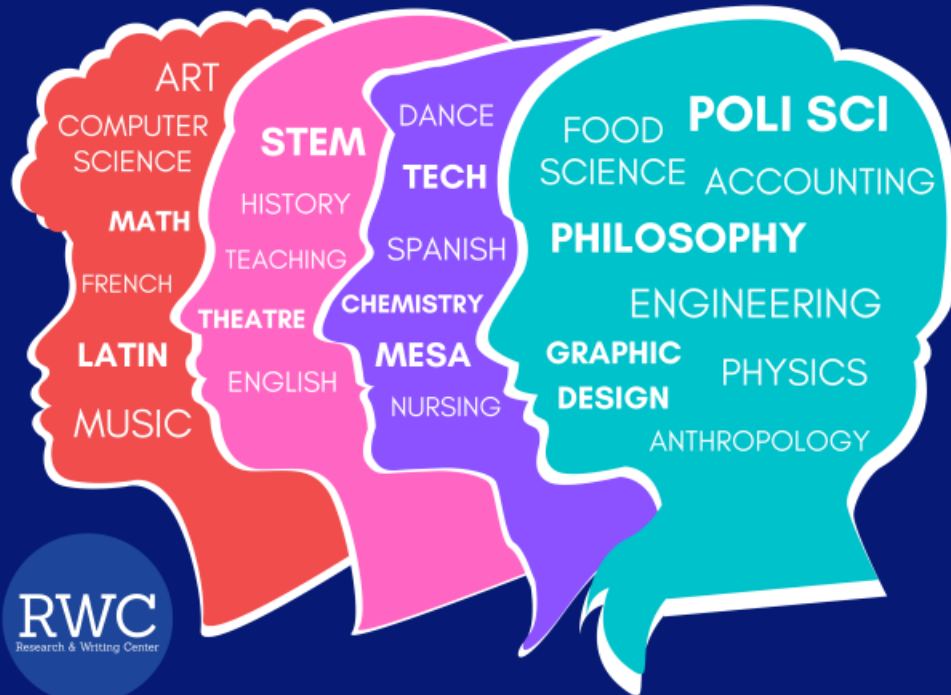 ART
COMPUTER
SCIENCE
MATH
FRENCH
LATIN
MUSIC
STEM
HISTORY
TEACHING
THEATRE
ENGLISH
DANCE
TECH
SPANISH
CHEMISTRY
MESA
NURSING
FOOD
SCIENCE
POLI SCI
ACCOUNTING
PHILOSOPHY
ENGINEERING
GRAPHIC
DESIGN
PHYSICS
ANTHROPOLOGY
RWC
Research & Writing Center